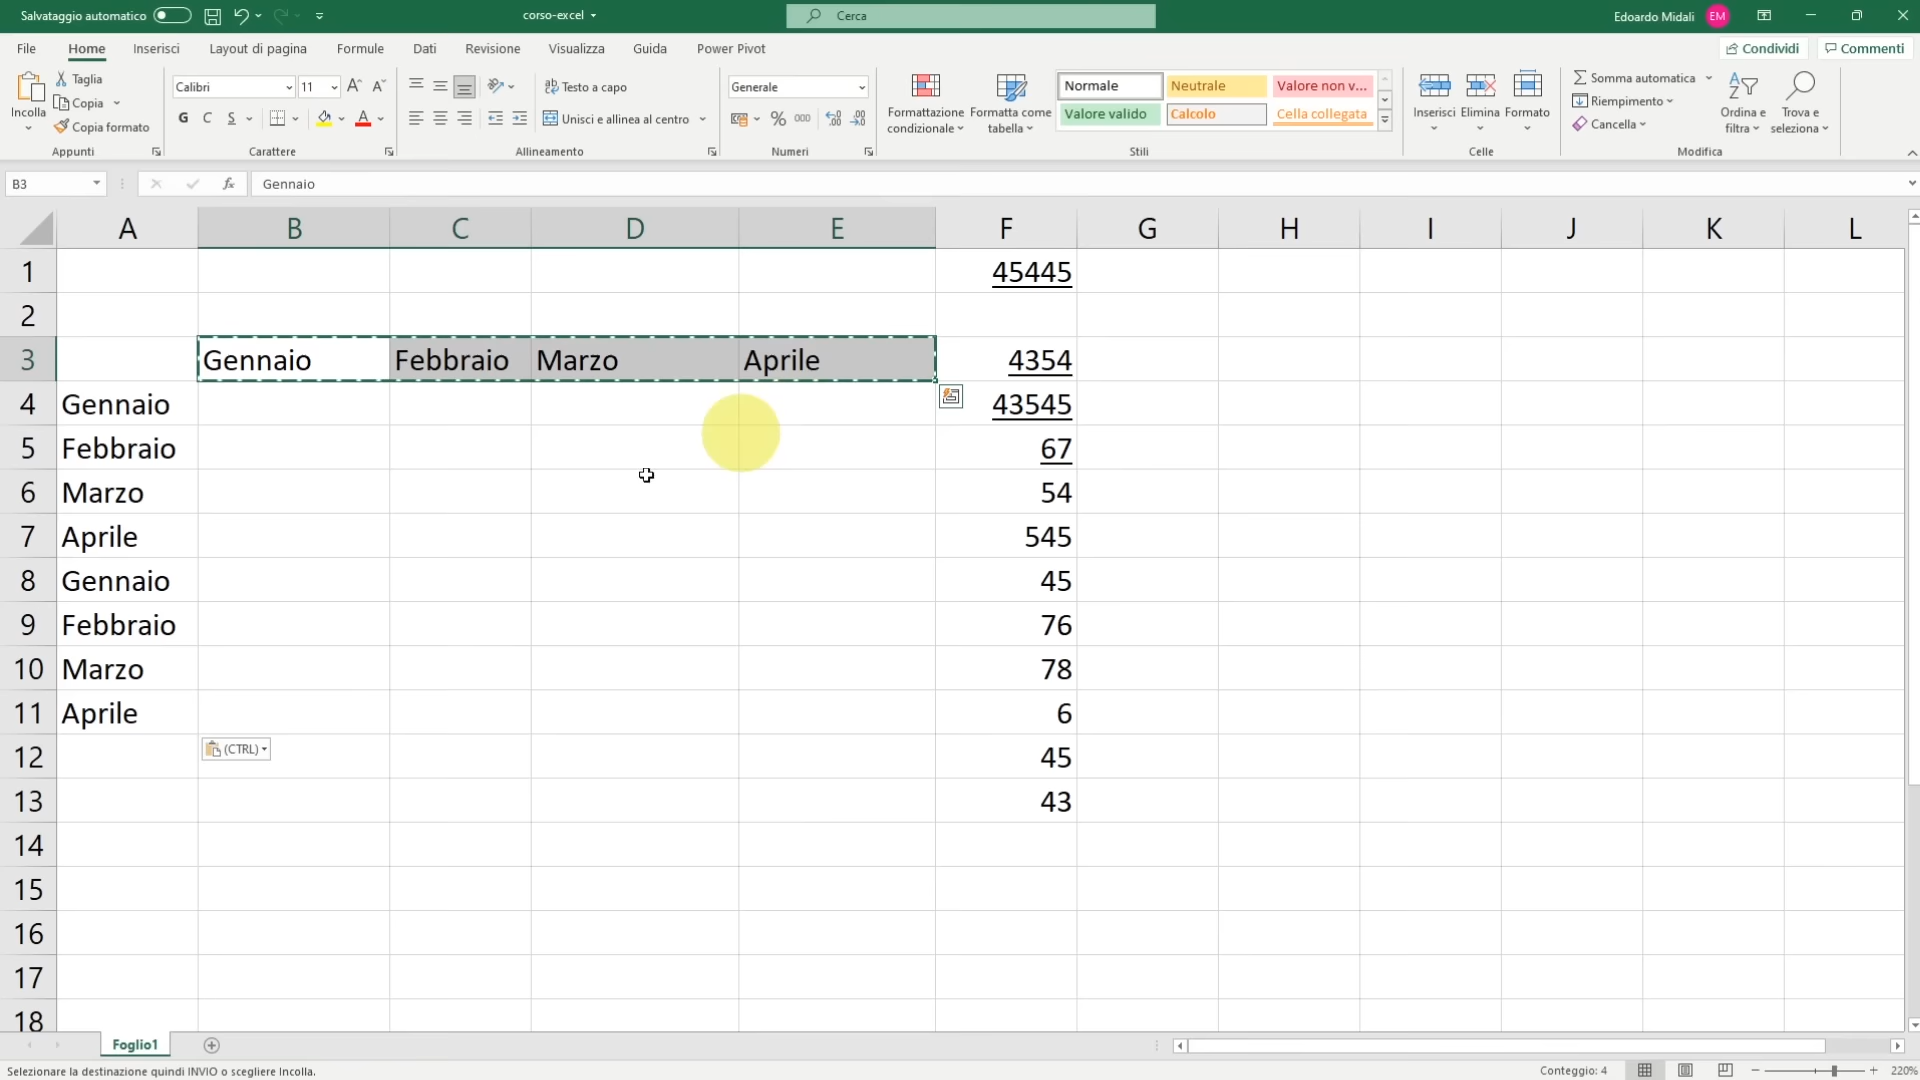 Salvataggio automatico
corso-excel
Cerca
Edoardo Midali
EM
File
Home
Inserisci
Layout di pagina
Formule
Dati
Revisione
Visualizza
Guida
Power Pivot
Condividi
Commenti
Incolla
Taglia
Copia
Copia formato
Appunti
Calibri
11
G C S
Carattere
Testo a capo
Unisci e allinea al centro
Allineamento
Generale
% 000
Numeri
Formattazione condizionale
Formatta come tabella
Normale
Neutrale
Valore non v...
Valore valido
Calcolo
Cella collegata
Stili
Inserisci
Elimina
Formato
Celle
Somma automatica
Riempimento
Cancella
Ordina e filtra
Trova e seleziona
Modifica
B3
fx
Gennaio
A B C D E F G H I J K L
1 45445
2
3 Gennaio Febbraio Marzo Aprile 4354
4 Gennaio 43545
5 Febbraio 67
6 Marzo 54
7 Aprile 545
8 Gennaio 45
9 Febbraio 76
10 Marzo 78
11 Aprile 6
12 (CTRL) 45
13 43
14
15
16
17
18
Foglio1
Selezionare la destinazione quindi INVIO o scegliere Incolla.
Conteggio: 4
220%